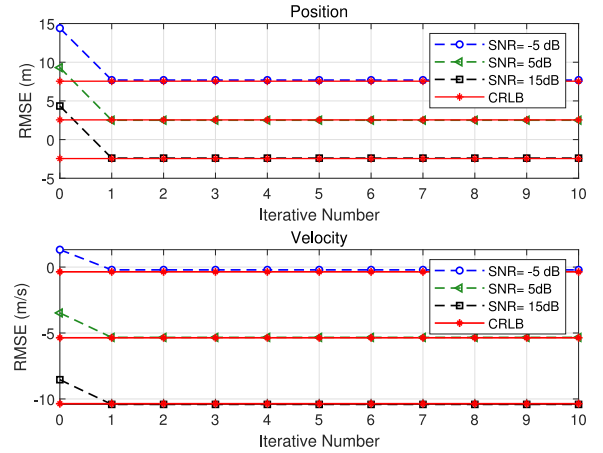 Position
15
10
5
0
-5
RMSE (m)
SNR= -5 dB
SNR= 5dB
SNR= 15dB
CRLB
0 1 2 3 4 5 6 7 8 9 10
Iterative Number
Velocity
0
-5
-10
RMSE (m/s)
SNR= -5 dB
SNR= 5dB
SNR= 15dB
CRLB
0 1 2 3 4 5 6 7 8 9 10
Iterative Number